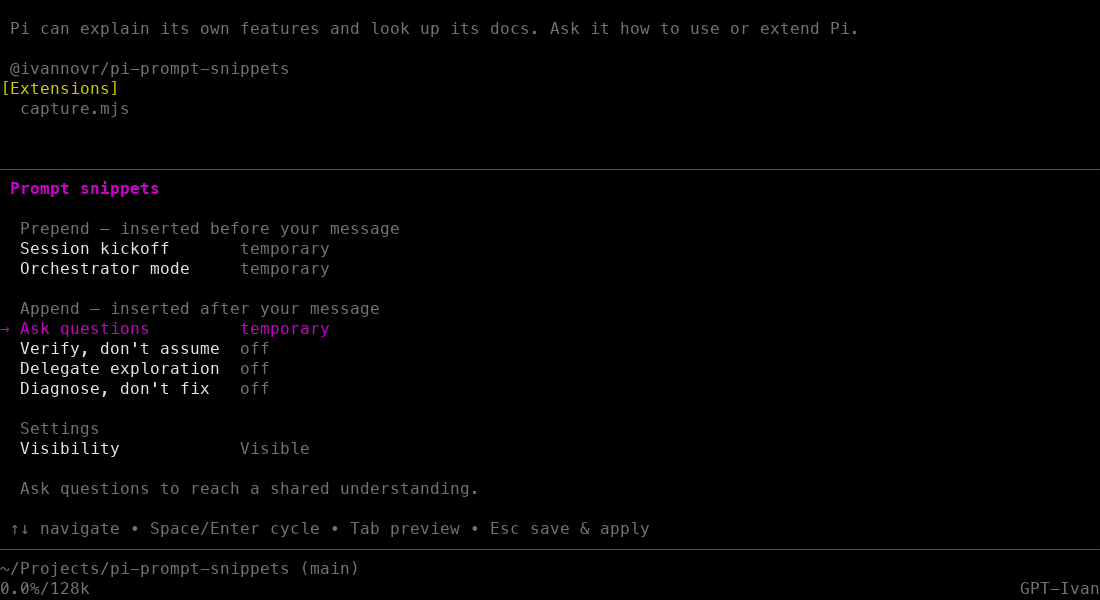 Pi can explain its own features and look up its docs. Ask it how to use or extend Pi.
@ivannovr/pi-prompt-snippets
[Extensions]
capture.mjs
Prompt snippets
Prepend — inserted before your message
Session kickoff temporary
Orchestrator mode temporary
Append — inserted after your message
→ Ask questions temporary
Verify, don't assume off
Delegate exploration off
Diagnose, don't fix off
Settings
Visibility Visible
Ask questions to reach a shared understanding.
↑↓ navigate • Space/Enter cycle • Tab preview • Esc save & apply
~/Projects/pi-prompt-snippets (main)
0.0%/128k GPT-Ivan